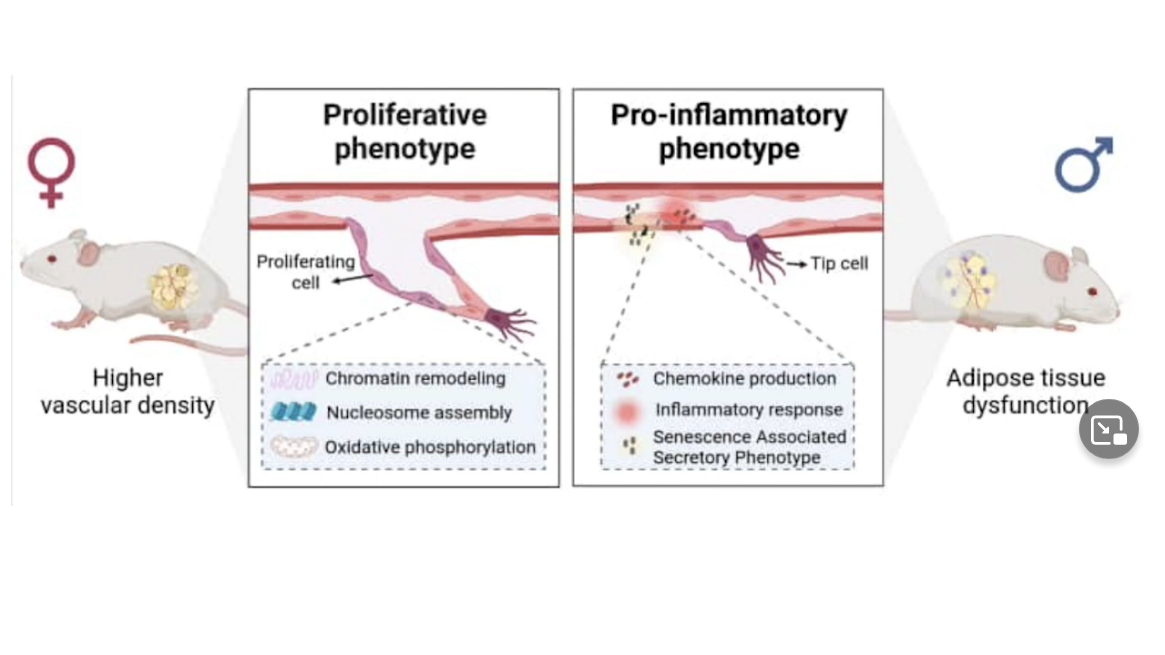 Proliferative
phenotype
Proliferating
cell
Chromatin remodeling
Nucleosome assembly
Oxidative phosphorylation
Higher
vascular density
Pro-inflammatory
phenotype
Tip cell
Chemokine production
Inflammatory response
Senescence Associated
Secretory Phenotype
Adipose tissue
dysfunction